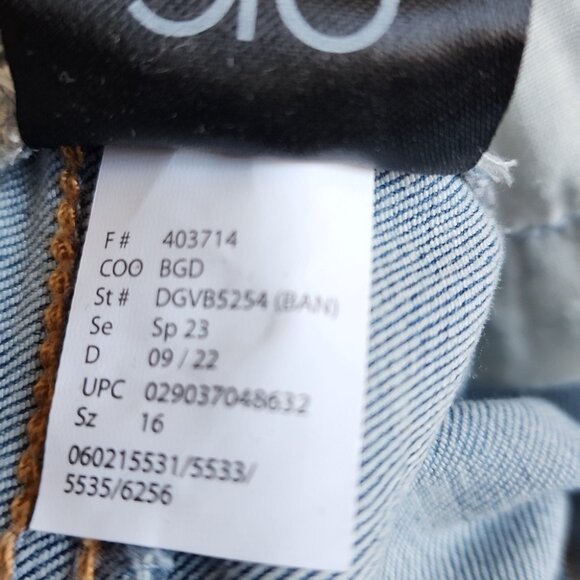 F# 403714
COO BGD
St# DGVB5254 (BAN)
Se Sp 23
D 09 / 22
UPC 029037048632
Sz 16
060215531/5533/
5535/6256